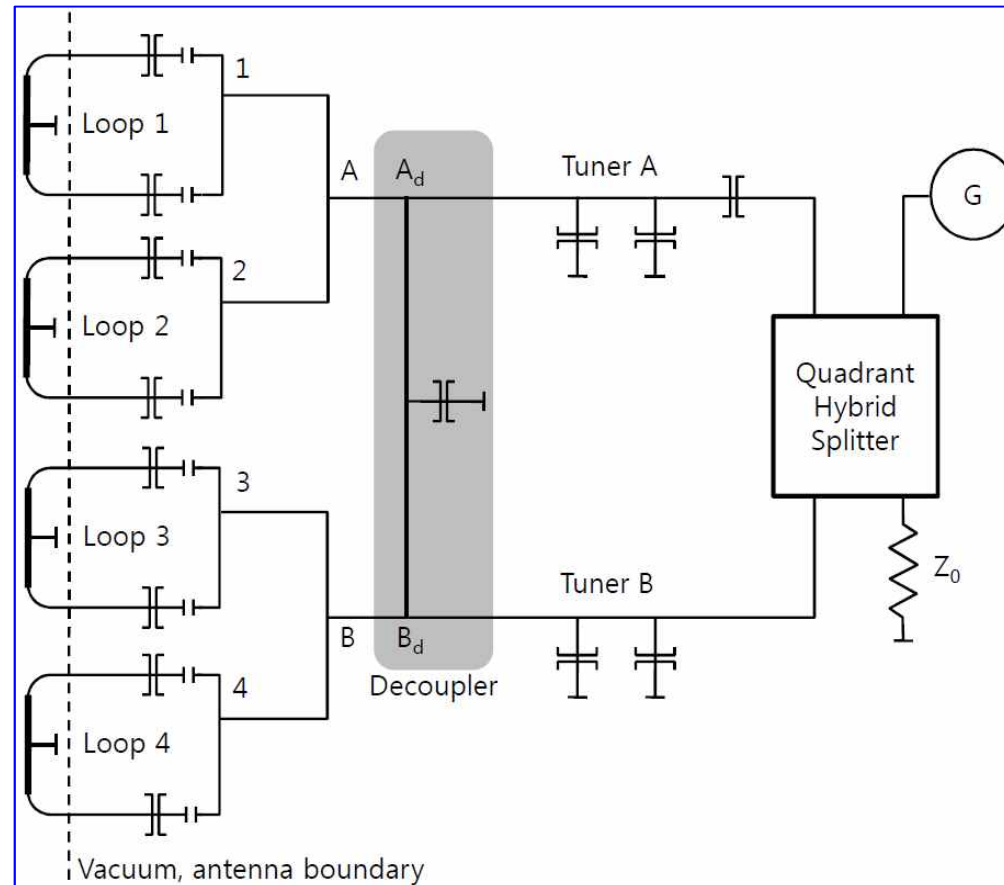 1
Loop 1
2
Loop 2
3
Loop 3
4
Loop 4
A
A_d
B
B_d
Decoupler
Tuner A
Tuner B
G
Quadrant
Hybrid
Splitter
Z_0
Vacuum, antenna boundary